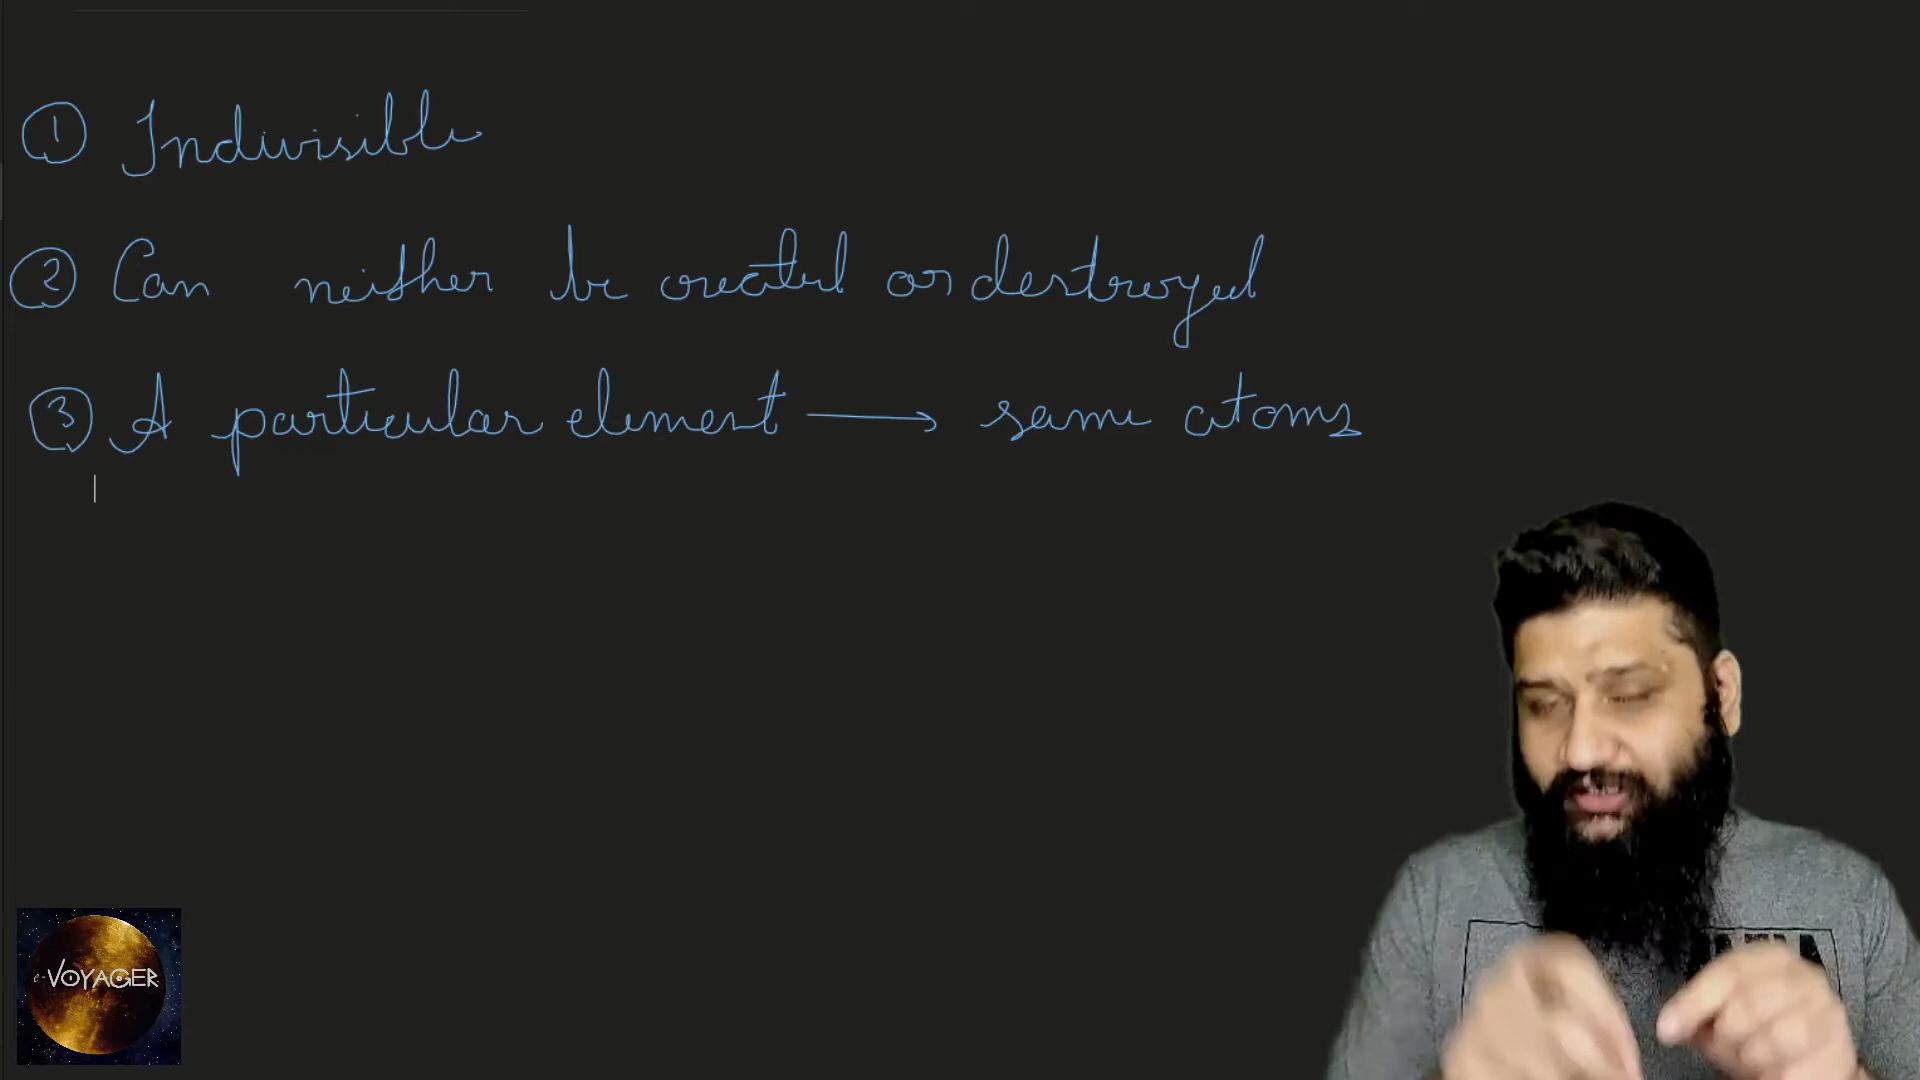 ① Indivisible
② Can neither be created or destroyed
③ A particular element → same atoms
e-VOYAGER